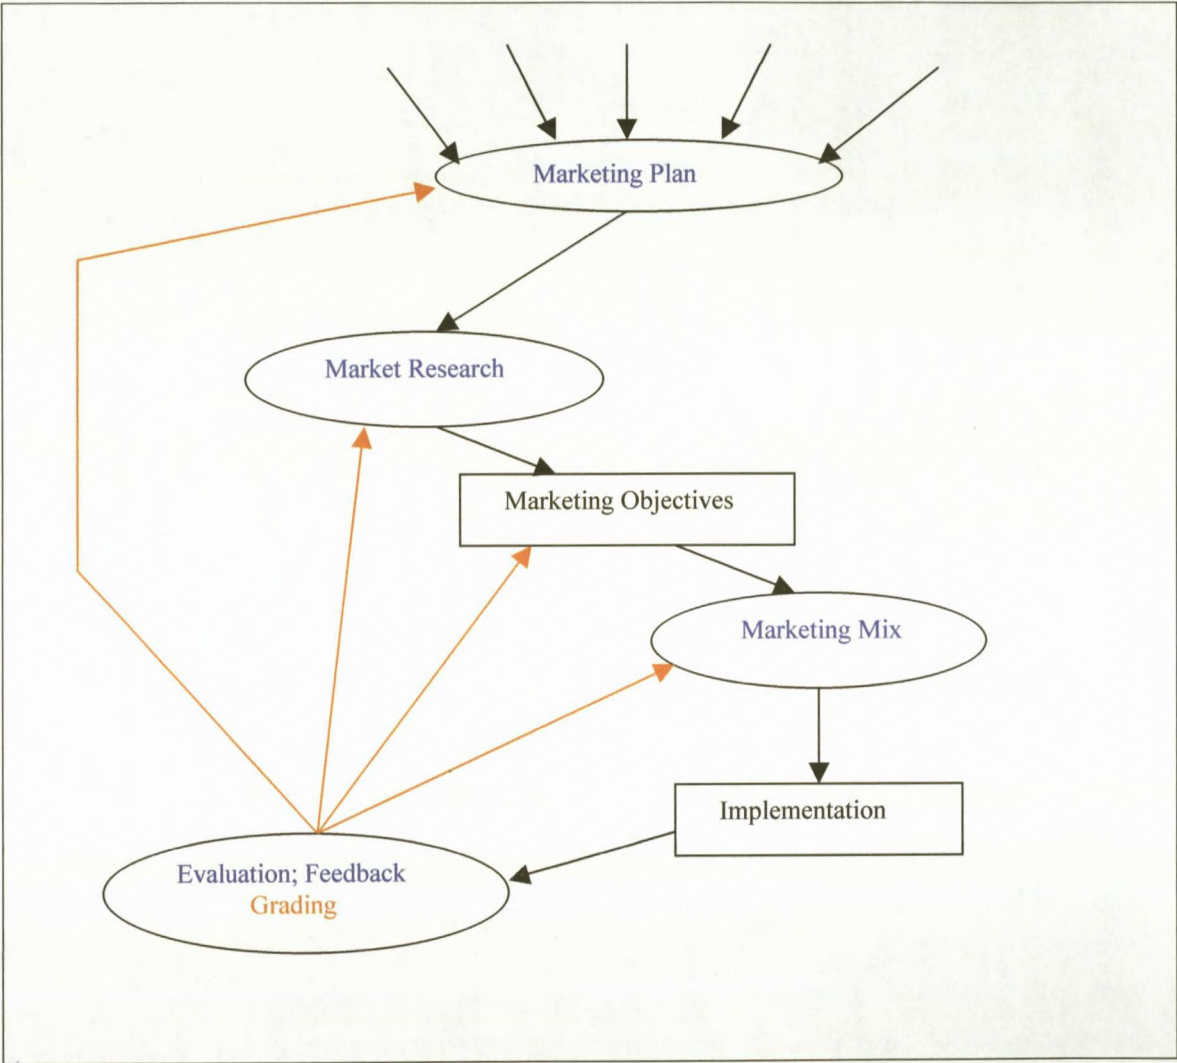 Marketing Plan
Market Research
Marketing Objectives
Marketing Mix
Implementation
Evaluation; Feedback
Grading